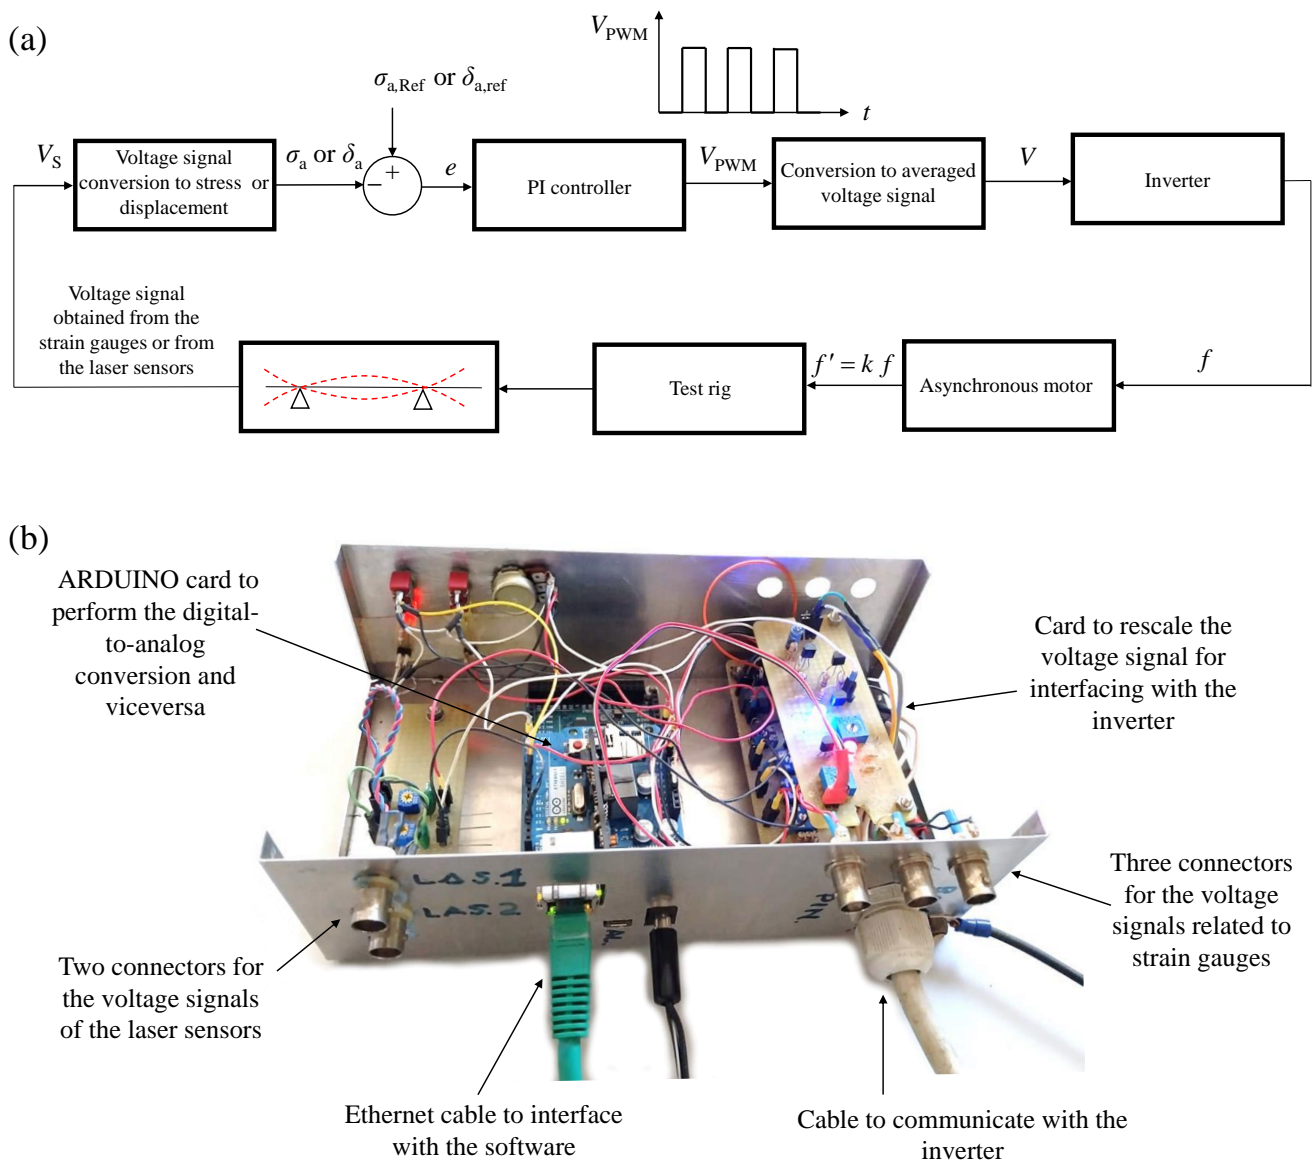 (a)
V_PWM
t
σ_a,Ref or δ_a,ref
V_S
Voltage signal
conversion to stress or
displacement
σ_a or δ_a
−
+
e
PI controller
V_PWM
Conversion to averaged
voltage signal
V
Inverter
Voltage signal
obtained from the
strain gauges or from
the laser sensors
Test rig
f′ = k f
Asynchronous motor
f
(b)
ARDUINO card to
perform the digital-
to-analog
conversion and
viceversa
Card to rescale the
voltage signal for
interfacing with the
inverter
LAS.1
LAS.2
AL.
PIN.
Three connectors
for the voltage
signals related to
strain gauges
Two connectors for
the voltage signals
of the laser sensors
Ethernet cable to interface
with the software
Cable to communicate with the
inverter